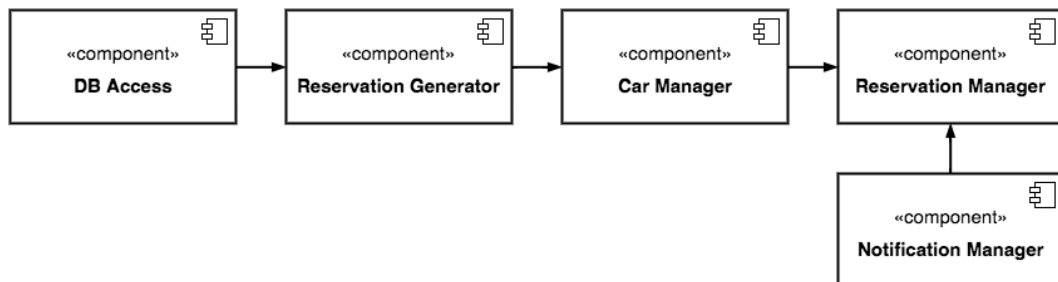 «component»
DB Access
«component»
Reservation Generator
«component»
Car Manager
«component»
Reservation Manager
«component»
Notification Manager